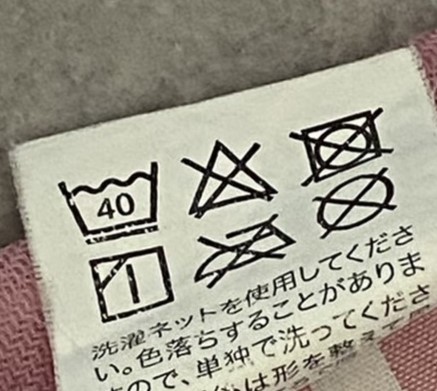 40
洗濯ネットを使用してくださ
い。色落ちすることがありま
すので、単独で洗ってくださ
は形を整え